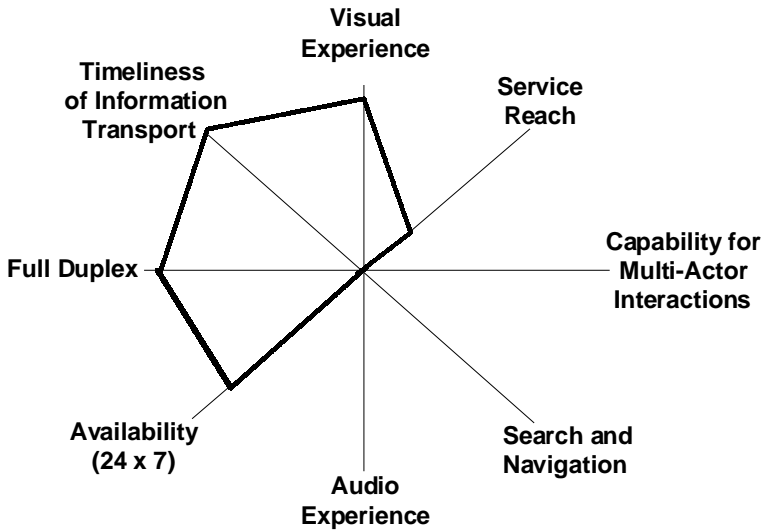 Visual
Experience
Timeliness
of Information
Transport
Service
Reach
Full Duplex
Capability for
Multi-Actor
Interactions
Availability
(24 x 7)
Search and
Navigation
Audio
Experience